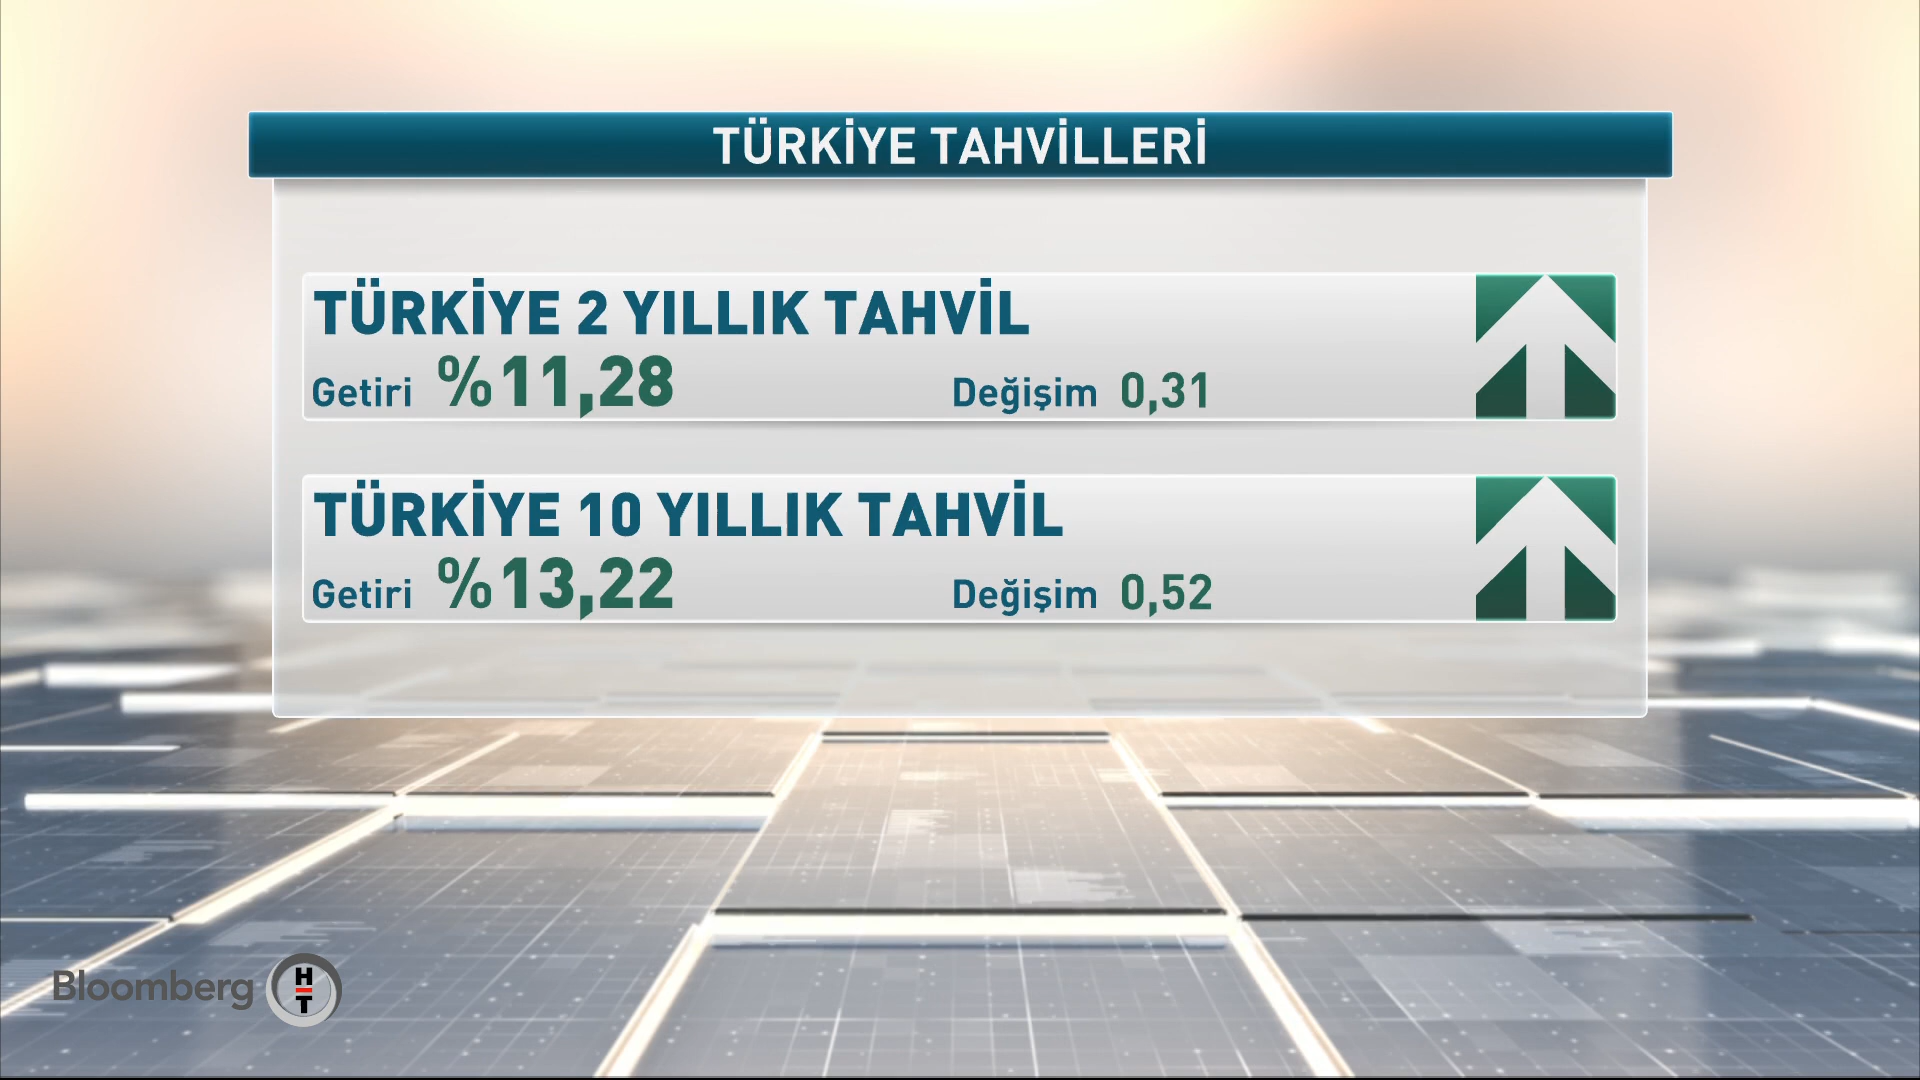 TÜRKİYE TAHVİLLERİ
TÜRKİYE 2 YILLIK TAHVİL
Getiri %11,28 Değişim 0,31
TÜRKİYE 10 YILLIK TAHVİL
Getiri %13,22 Değişim 0,52
Bloomberg HT